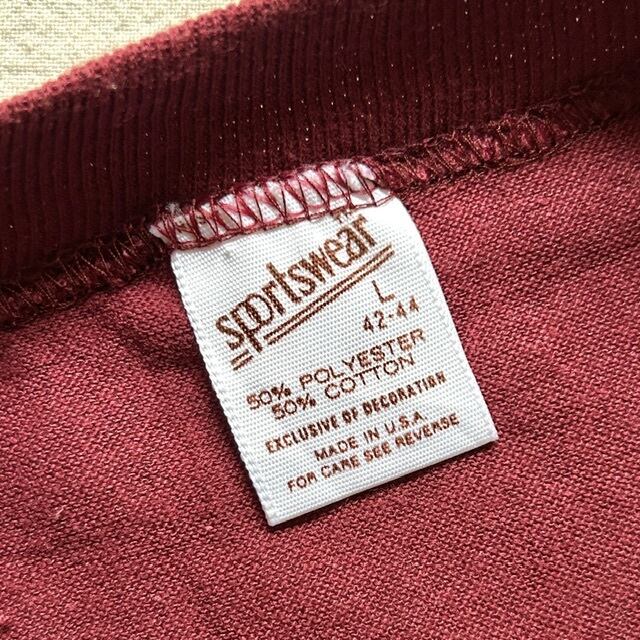 sportswear
L
42-44
50% POLYESTER
50% COTTON
EXCLUSIVE OF DECORATION
MADE IN U.S.A.
FOR CARE SEE REVERSE